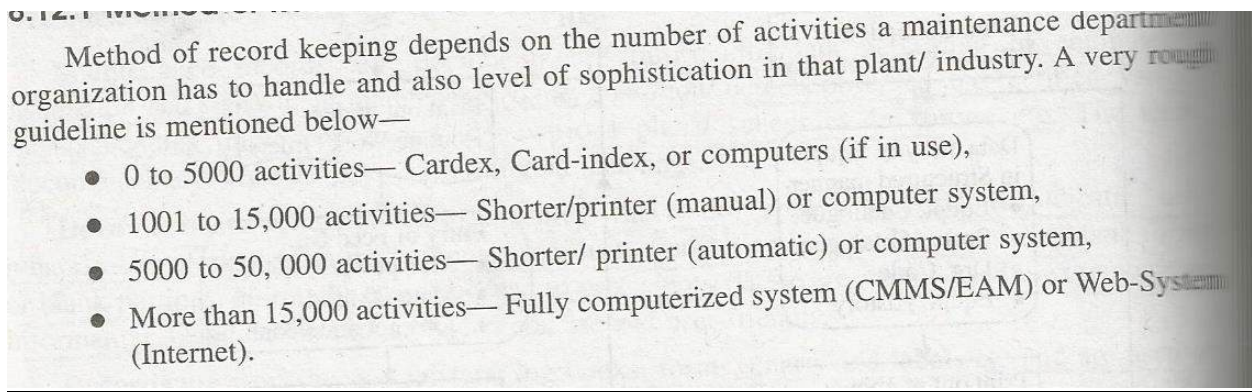 Method of record keeping depends on the number of activities a maintenance department
organization has to handle and also level of sophistication in that plant/ industry. A very rough
guideline is mentioned below—
● 0 to 5000 activities— Cardex, Card-index, or computers (if in use),
● 1001 to 15,000 activities— Shorter/printer (manual) or computer system,
● 5000 to 50, 000 activities— Shorter/ printer (automatic) or computer system,
● More than 15,000 activities— Fully computerized system (CMMS/EAM) or Web-System
(Internet).